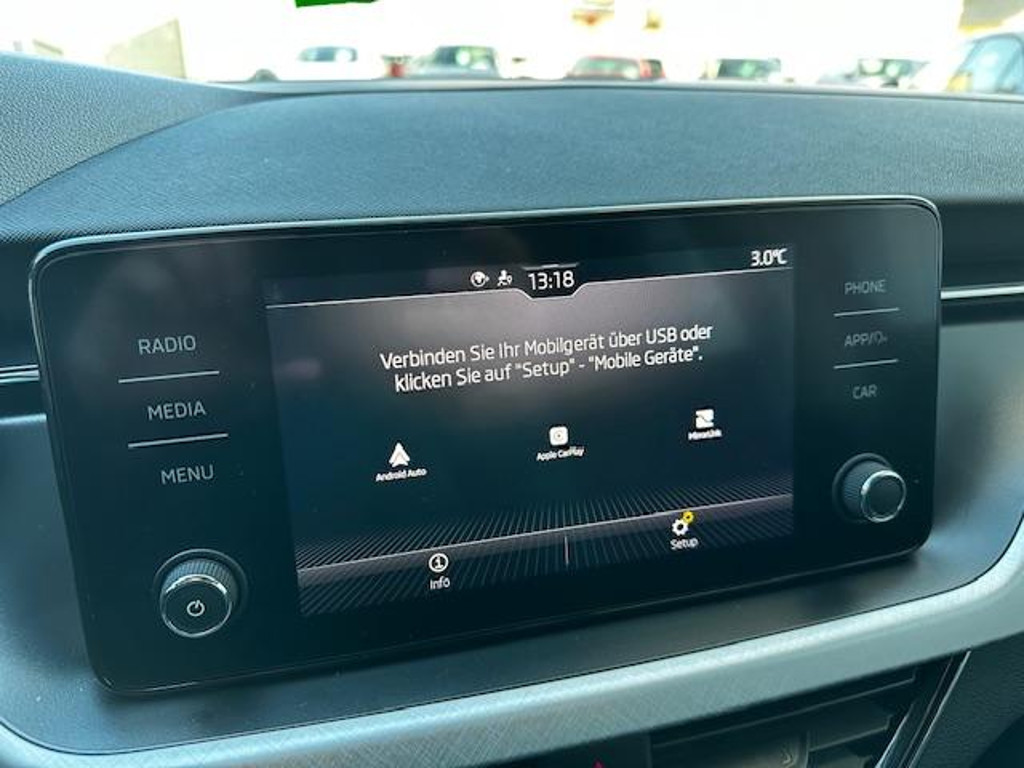 13:18
3.0°C
Verbinden Sie Ihr Mobilgerät über USB oder
klicken Sie auf "Setup" - "Mobile Geräte".
Android Auto
Apple CarPlay
MirrorLink
Info
Setup
RADIO
MEDIA
MENU
PHONE
APP/
CAR